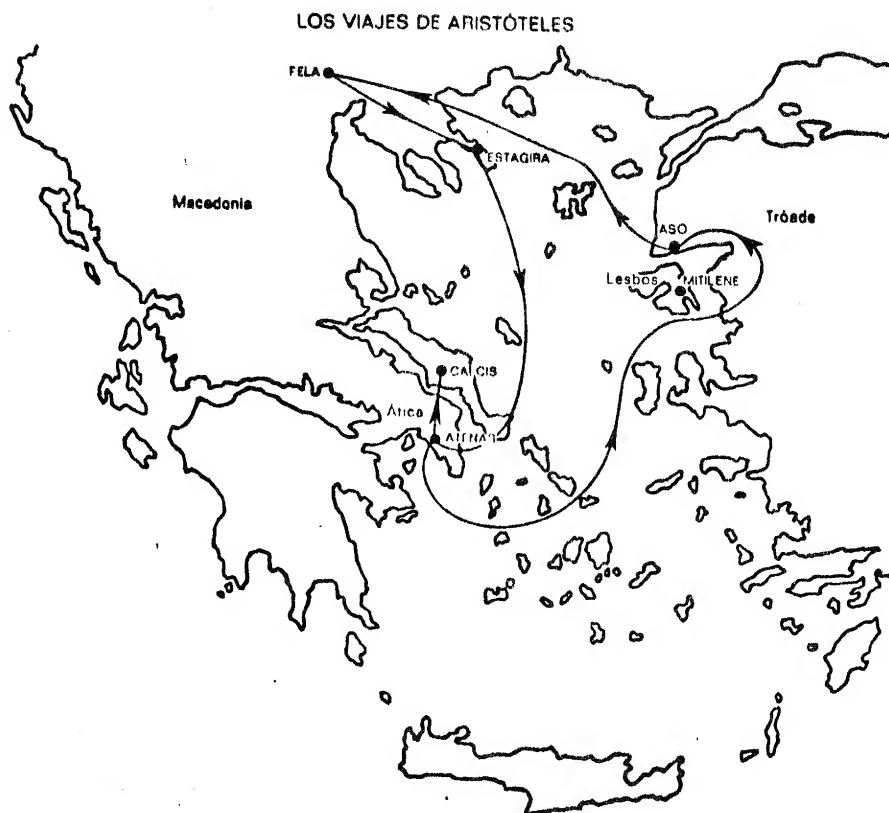 LOS VIAJES DE ARISTÓTELES
FELA
ESTAGIRA
Macedonia
Tróade
ASO
Lesbos
MITILENE
CALCIS
Ática
ATENAS